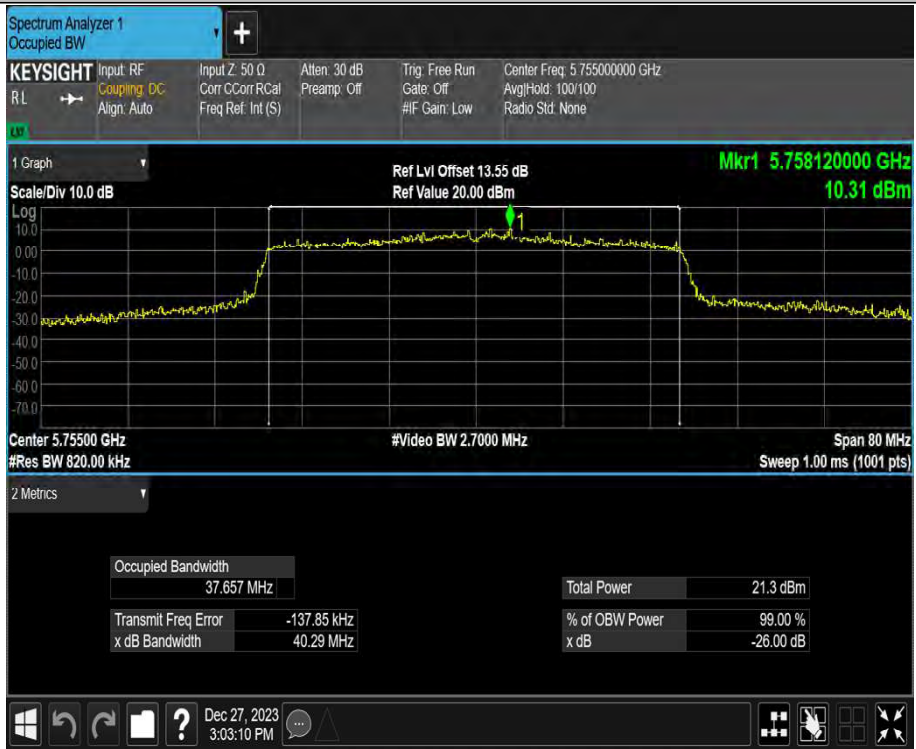 Spectrum Analyzer 1
Occupied BW
+
KEYSIGHT Input: RF Input Z: 50 Ω Atten: 30 dB Trig: Free Run Center Freq: 5.755000000 GHz
RL Coupling: DC Corr CCorr RCal Preamp: Off Gate: Off Avg|Hold: 100/100
Align: Auto Freq Ref: Int (S) #IF Gain: Low Radio Std: None
1 Graph Ref Lvl Offset 13.55 dB Mkr1 5.758120000 GHz
Scale/Div 10.0 dB Ref Value 20.00 dBm 10.31 dBm
Log
1
10.0
0.00
-10.0
-20.0
-30.0
-40.0
-50.0
-60.0
-70.0
Center 5.75500 GHz #Video BW 2.7000 MHz Span 80 MHz
#Res BW 820.00 kHz Sweep 1.00 ms (1001 pts)
2 Metrics
Occupied Bandwidth
37.657 MHz Total Power 21.3 dBm
Transmit Freq Error -137.85 kHz % of OBW Power 99.00 %
x dB Bandwidth 40.29 MHz x dB -26.00 dB
? Dec 27, 2023
3:03:10 PM